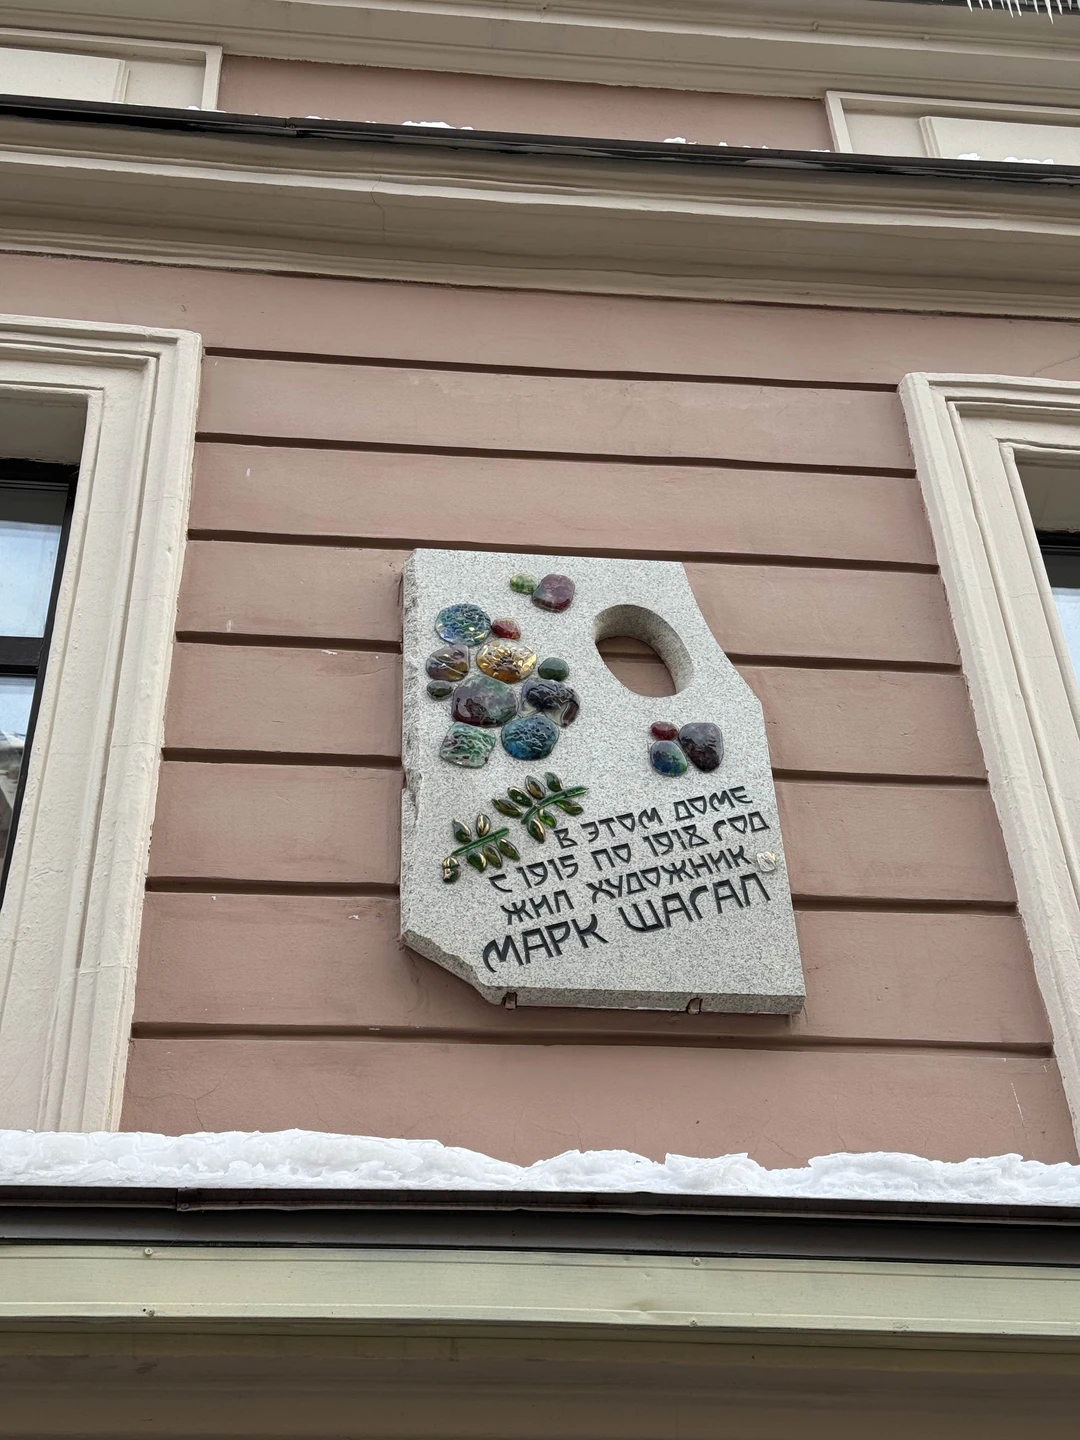 В ЭТОМ ДОМЕ
С 1915 ПО 1918 ГОД
ЖИЛ ХУДОЖНИК
МАРК ШАГАЛ